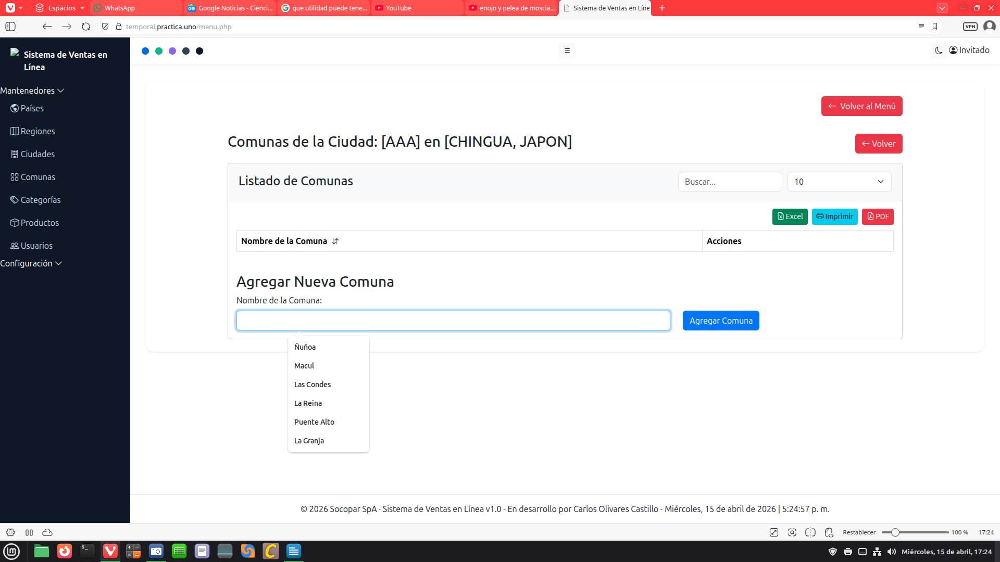 Espacios
WhatsApp
Google Noticias - Cienci...
que utilidad puede tene...
YouTube
enojo y pelea de moscia...
Sistema de Ventas en Líne
temporal.practica.uno/menu.php
VPN
Sistema de Ventas en
Línea
Invitado
Mantenedores
Países
Regiones
Ciudades
Comunas
Categorías
Productos
Usuarios
Configuración
Volver al Menú
Comunas de la Ciudad: [AAA] en [CHINGUA, JAPON]
Volver
Listado de Comunas
Buscar...
10
Excel
Imprimir
PDF
Nombre de la Comuna
Acciones
Agregar Nueva Comuna
Nombre de la Comuna:
Agregar Comuna
Ñuñoa
Macul
Las Condes
La Reina
Puente Alto
La Granja
© 2026 Socopar SpA · Sistema de Ventas en Línea v1.0 - En desarrollo por Carlos Olivares Castillo - Miércoles, 15 de abril de 2026 | 5:24:57 p. m.
Restablecer
100 %
17:24
Miércoles, 15 de abril, 17:24